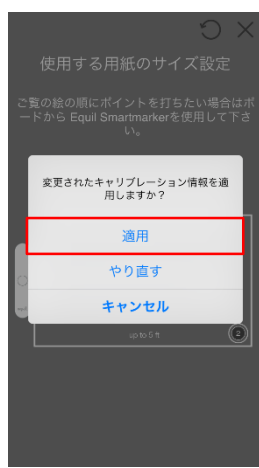 使用する用紙のサイズ設定
ご覧の絵の順にポイントを打ちたい場合はボ
ードから Equil Smartmarkerを使用して下さ
い。
変更されたキャリブレーション情報を適
用しますか？
適用
やり直す
キャンセル
up to 5 ft
2